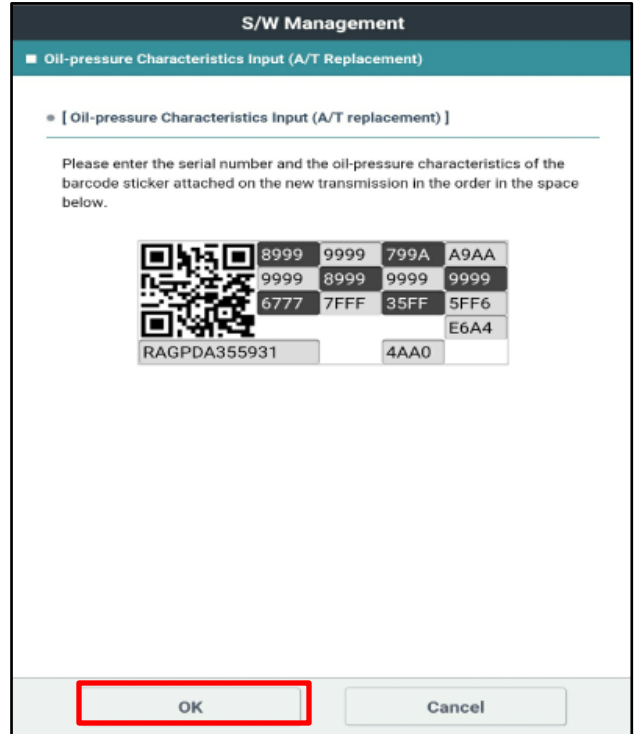 S/W Management
Oil-pressure Characteristics Input (A/T Replacement)
[ Oil-pressure Characteristics Input (A/T replacement) ]
Please enter the serial number and the oil-pressure characteristics of the
barcode sticker attached on the new transmission in the order in the space
below.
8999 9999 799A A9AA
9999 8999 9999 9999
6777 7FFF 35FF 5FF6
E6A4
RAGPDA355931 4AA0
OK Cancel